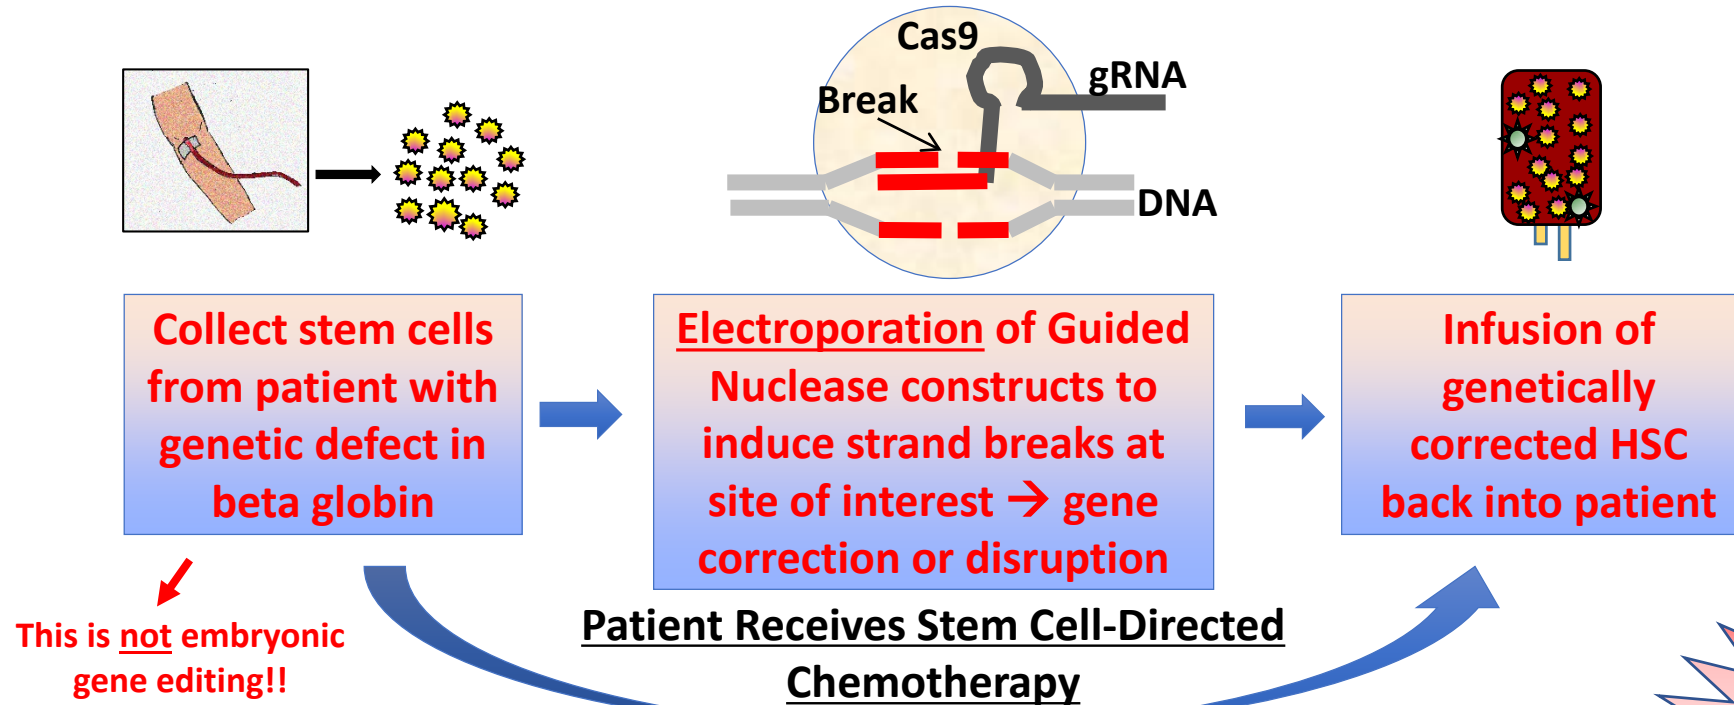 Cas9
gRNA
Break
DNA
Collect stem cells
from patient with
genetic defect in
beta globin
Electroporation of Guided
Nuclease constructs to
induce strand breaks at
site of interest → gene
correction or disruption
Infusion of
genetically
corrected HSC
back into patient
This is not embryonic
gene editing!!
Patient Receives Stem Cell-Directed
Chemotherapy